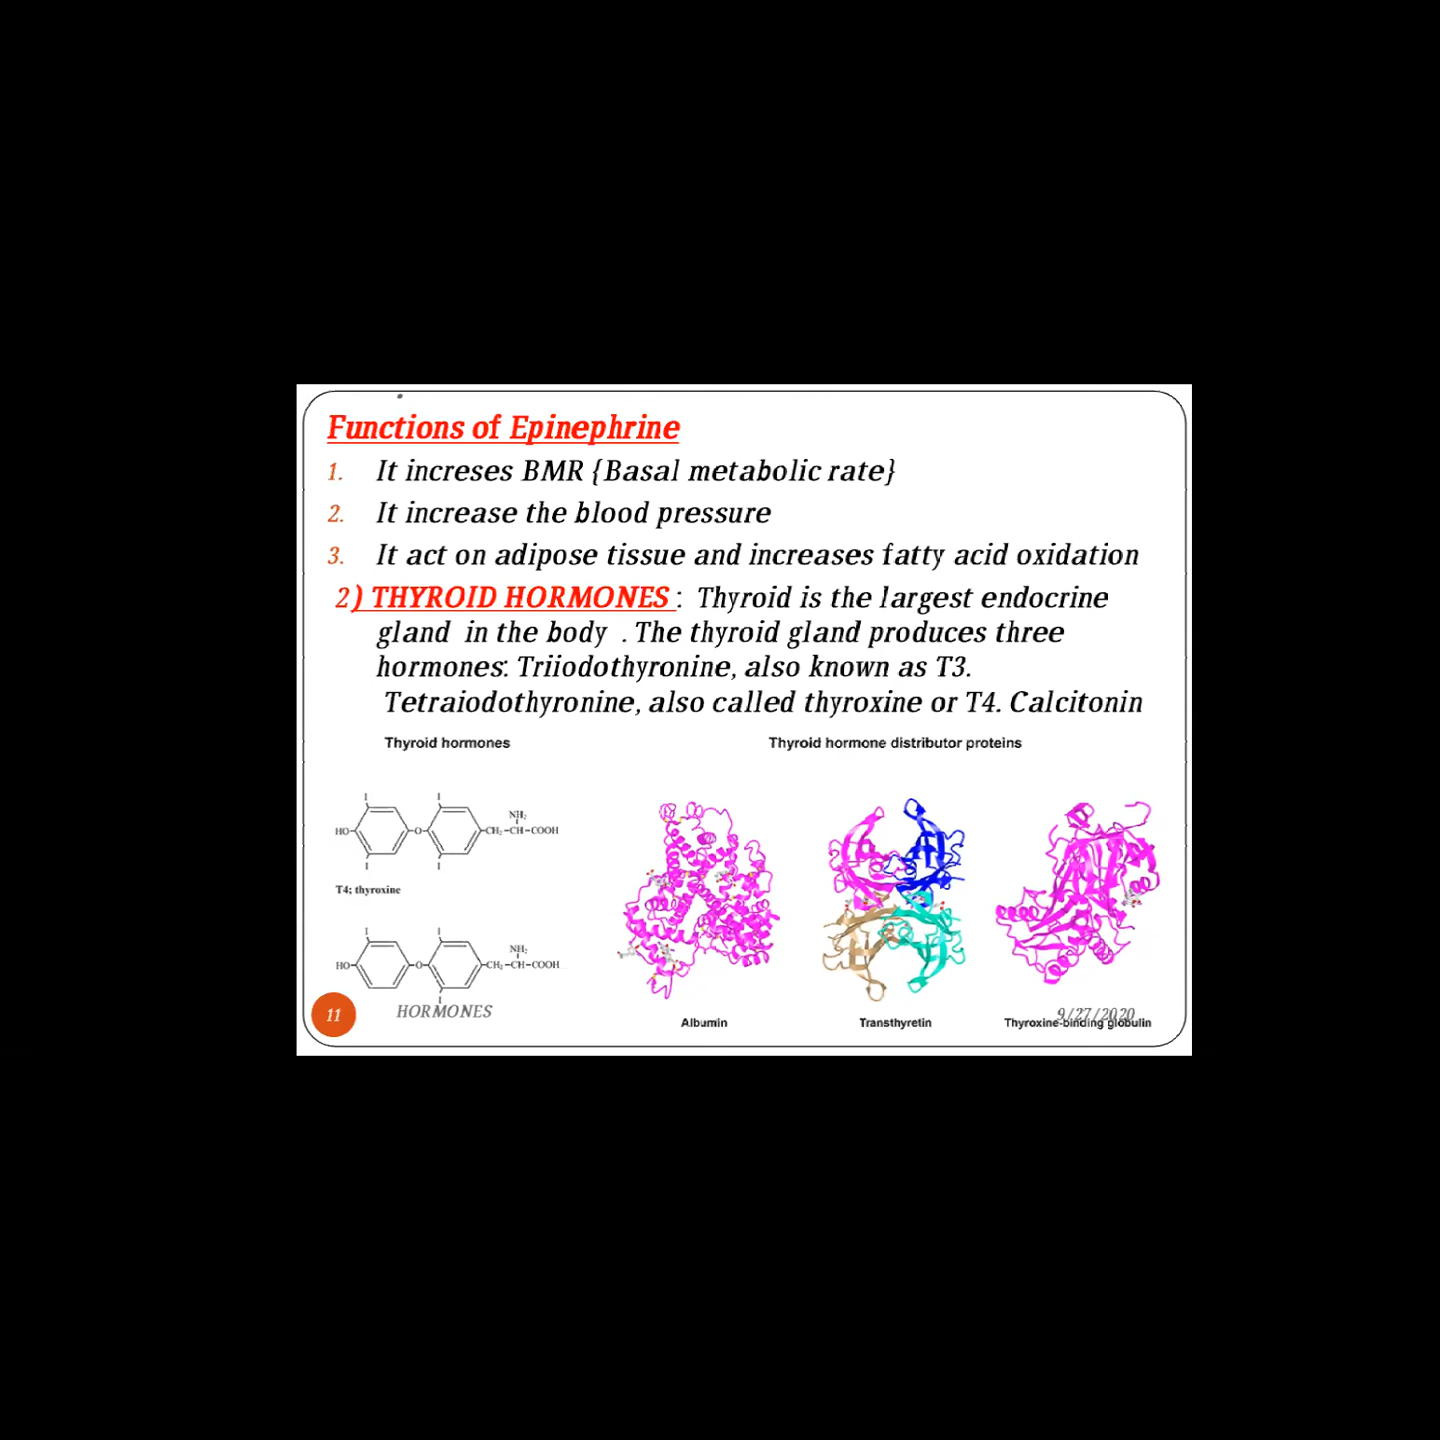 Functions of Epinephrine
1. It increses BMR {Basal metabolic rate}
2. It increase the blood pressure
3. It act on adipose tissue and increases fatty acid oxidation
2) THYROID HORMONES : Thyroid is the largest endocrine
gland in the body . The thyroid gland produces three
hormones: Triiodothyronine, also known as T3.
Tetraiodothyronine, also called thyroxine or T4. Calcitonin
Thyroid hormones
Thyroid hormone distributor proteins
I I
NH2
HO O CH2-CH-COOH
I I
T4; thyroxine
I I
NH2
HO O CH2-CH-COOH
I
11
HORMONES
9/27/2020
Albumin
Transthyretin
Thyroxine-binding globulin